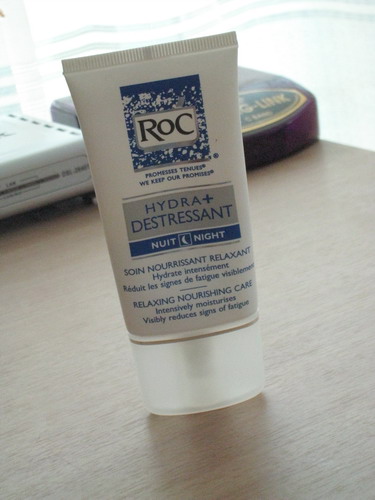 RoC
PROMESSES TENUES®
WE KEEP OUR PROMISES®
HYDRA+
DESTRESSANT
NUIT NIGHT
SOIN NOURRISSANT RELAXANT
Hydrate intensément
Réduit les signes de fatigue visiblement
RELAXING NOURISHING CARE
Intensively moisturises
Visibly reduces signs of fatigue
G-LINK